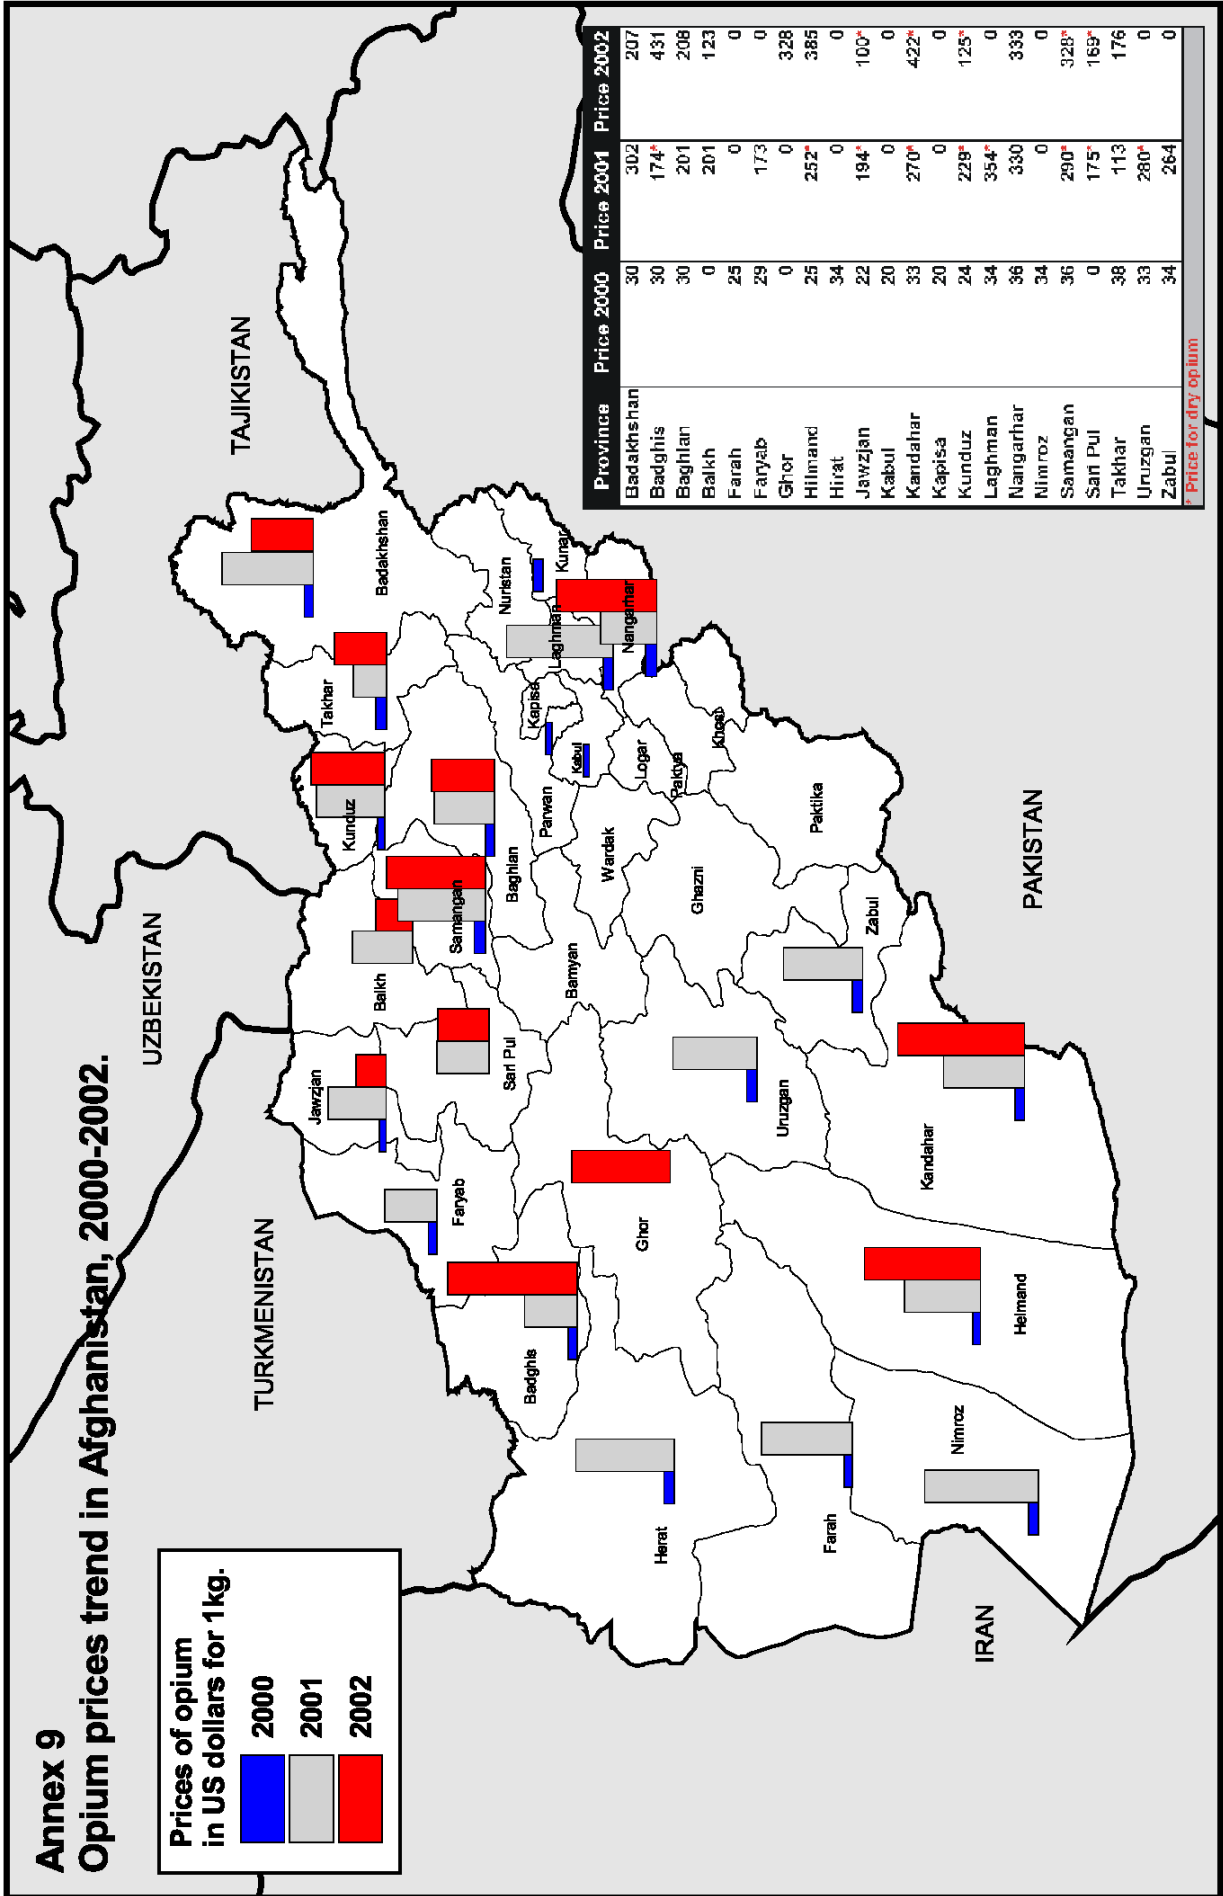 Annex 9
Opium prices trend in Afghanistan, 2000-2002.
Prices of opium
in US dollars for 1kg.
2000
2001
2002
UZBEKISTAN
TAJIKISTAN
TURKMENISTAN
IRAN
PAKISTAN
Badakhshan
Takhar
Kunduz
Balkh
Jawzjan
Samangan
Sari Pul
Faryab
Badghis
Baghlan
Nuristan
Kunar
Laghman
Nangarhar
Kapisa
Kabul
Parwan
Logar
Paktya
Khost
Wardak
Bamyan
Ghazni
Paktika
Zabul
Uruzgan
Ghor
Herat
Farah
Nimroz
Helmand
Kandahar
Province Price 2000 Price 2001 Price 2002
Badakhshan 30 302 207
Badghis 30 174* 431
Baghlan 30 201 208
Balkh 0 201 123
Farah 25 0 0
Faryab 29 173 0
Ghor 0 0 328
Hilmand 25 252* 385
Hirat 34 0 0
Jawzjan 22 194* 100*
Kabul 20 0 0
Kandahar 33 270* 422*
Kapisa 20 0 0
Kunduz 24 229* 125*
Laghman 34 354* 0
Nangarhar 36 330 333
Nimroz 34 0 0
Samangan 36 290* 328*
Sari Pul 0 175* 169*
Takhar 38 113 176
Uruzgan 33 280* 0
Zabul 34 264 0
* Price for dry opium